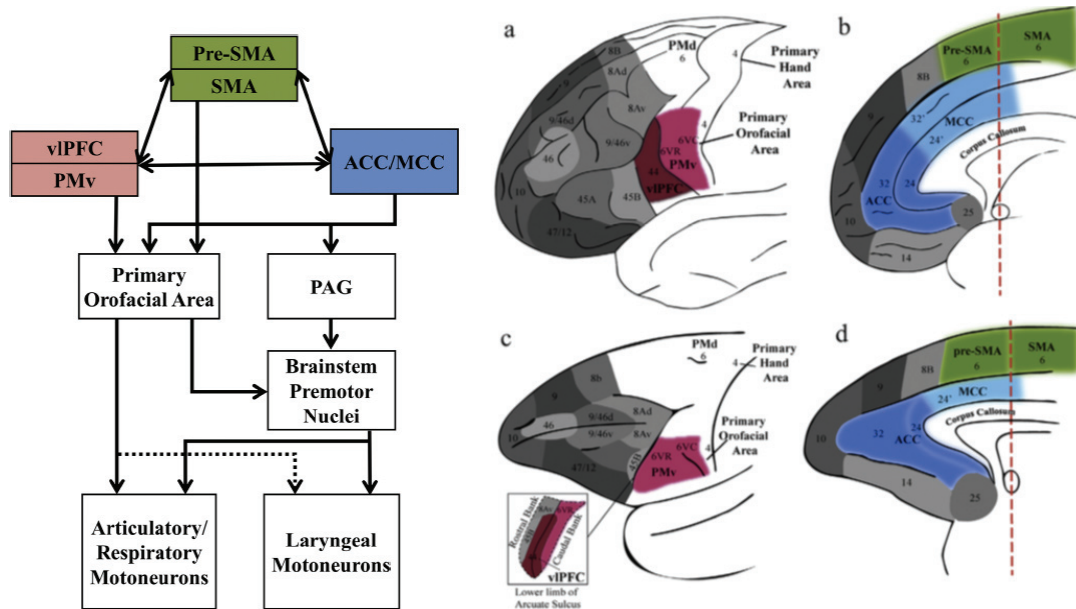 Pre-SMA
SMA
vlPFC
PMv
ACC/MCC
Primary
Orofacial Area
PAG
Brainstem
Premotor
Nuclei
Articulatory/
Respiratory
Motoneurons
Laryngeal
Motoneurons
a
8B
PMd
6
4
Primary
Hand
Area
9
8Ad
8Av
9/46d
46
9/46v
6VR
6VC
PMv
4
Primary
Orofacial
Area
44
vlPFC
10
45A
45B
47/12
b
Pre-SMA
6
SMA
6
8B
9
32'
MCC
24'
Corpus Callosum
32
24
ACC
25
10
14
c
PMd
6
4
Primary
Hand
Area
8b
9
46
9/46d
9/46v
8Ad
8Av
10
47/12
45B
6VR
6VC
PMv
4
Primary
Orofacial
Area
Rostral Bank
8Av
6VR
Caudal Bank
vlPFC
Lower limb of
Arcuate Sulcus
d
pre-SMA
6
SMA
6
8B
9
MCC
24'
Corpus Callosum
24
32
ACC
10
14
25